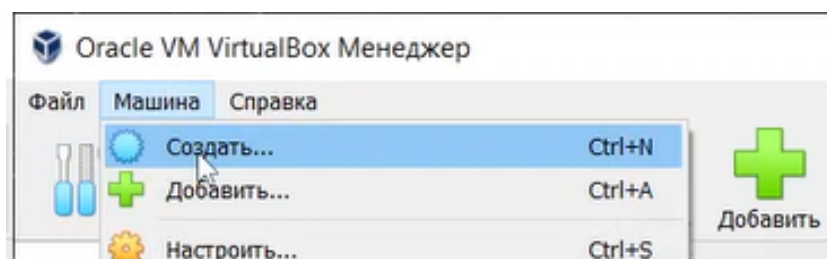 Oracle VM VirtualBox Менеджер
Файл Машина Справка
Создать... Ctrl+N
Добавить... Ctrl+A
Добавить
Настроить... Ctrl+S